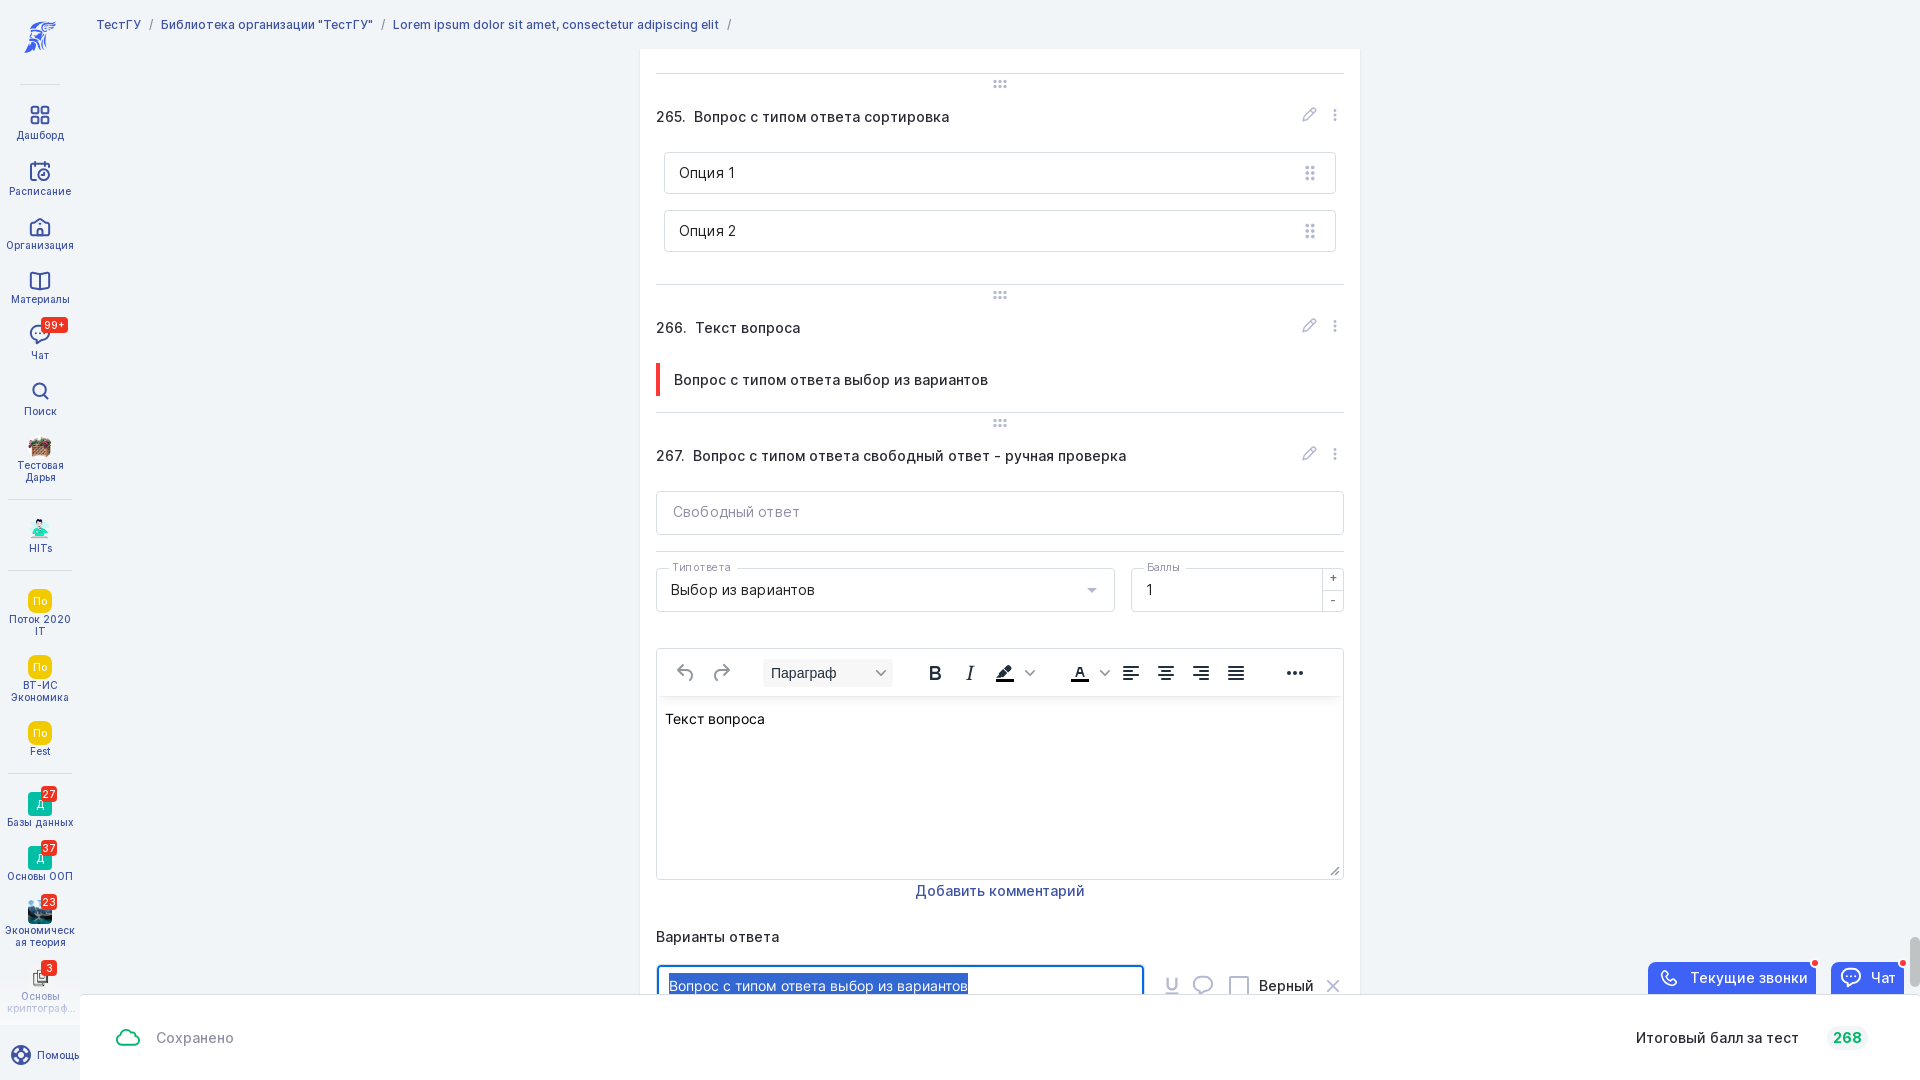 ТестГУ / Библиотека организации "ТестГУ" / Lorem ipsum dolor sit amet, consectetur adipiscing elit /
Дашборд
Расписание
Организация
Материалы
99+
Чат
Поиск
Тестовая
Дарья
HITs
По
Поток 2020
IT
По
ВТ-ИС
Экономика
По
Fest
27
Д
Базы данных
37
Д
Основы ООП
23
Экономическ
ая теория
3
Основы
криптограф...
Помощь
265. Вопрос с типом ответа сортировка
Опция 1
Опция 2
266. Текст вопроса
Вопрос с типом ответа выбор из вариантов
267. Вопрос с типом ответа свободный ответ - ручная проверка
Свободный ответ
Тип ответа
Выбор из вариантов
Баллы
1
+
-
Параграф
B I A
Текст вопроса
Добавить комментарий
Варианты ответа
Вопрос с типом ответа выбор из вариантов
Верный
Текущие звонки
Чат
Сохранено
Итоговый балл за тест 268